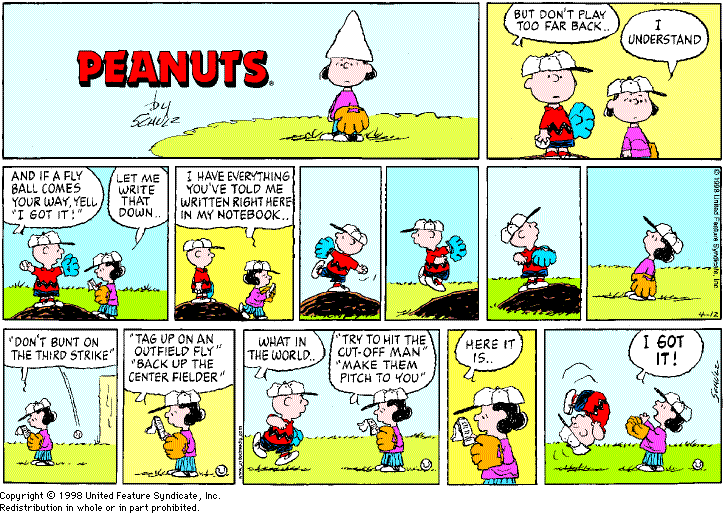 PEANUTS
by
SCHULZ
BUT DON'T PLAY
TOO FAR BACK..
I
UNDERSTAND
AND IF A FLY
BALL COMES
YOUR WAY, YELL
"I GOT IT!"
LET ME
WRITE
THAT
DOWN..
I HAVE EVERYTHING
YOU'VE TOLD ME
WRITTEN RIGHT HERE
IN MY NOTEBOOK..
© 1998 United Feature Syndicate, Inc.
4-12
"DON'T BUNT ON
THE THIRD STRIKE"
"TAG UP ON AN
OUTFIELD FLY"
"BACK UP THE
CENTER FIELDER"
WHAT IN
THE WORLD..
"TRY TO HIT THE
CUT-OFF MAN"
"MAKE THEM
PITCH TO YOU"
HERE IT
IS..
I GOT
IT!
SCHULZ
Copyright © 1998 United Feature Syndicate, Inc.
Redistribution in whole or in part prohibited.